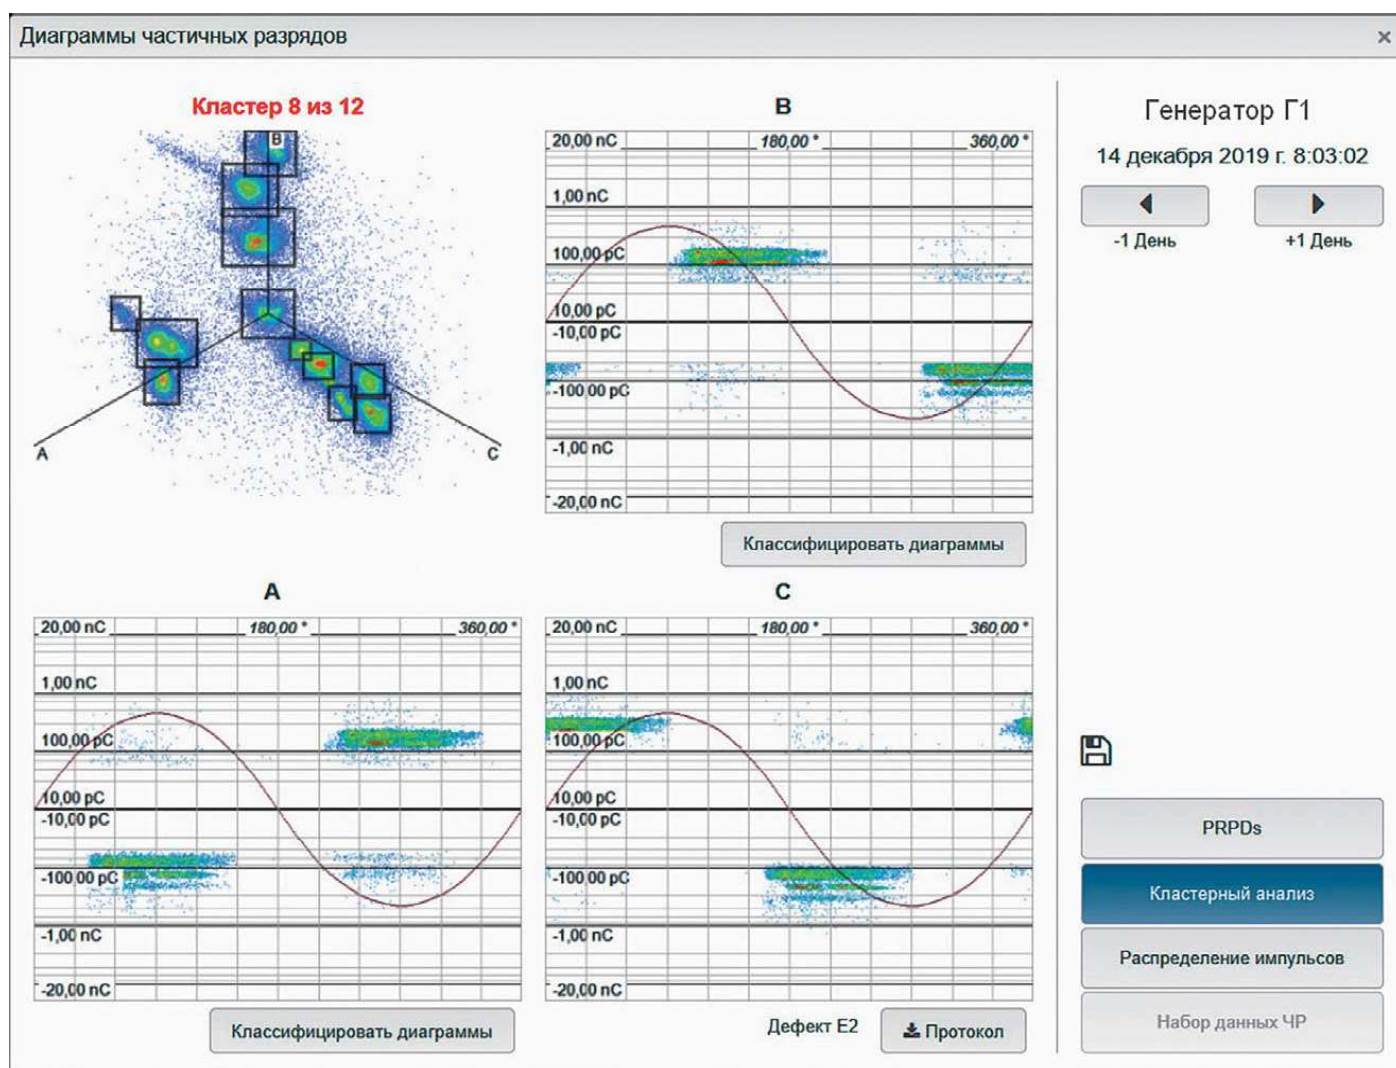 Диаграммы частичных разрядов
×
Кластер 8 из 12
B
A
C
B
20,00 nC 180,00 ° 360,00 °
1,00 nC
100,00 pC
10,00 pC
-10,00 pC
-100,00 pC
-1,00 nC
-20,00 nC
Классифицировать диаграммы
A
20,00 nC 180,00 ° 360,00 °
1,00 nC
100,00 pC
10,00 pC
-10,00 pC
-100,00 pC
-1,00 nC
-20,00 nC
Классифицировать диаграммы
C
20,00 nC 180,00 ° 360,00 °
1,00 nC
100,00 pC
10,00 pC
-10,00 pC
-100,00 pC
-1,00 nC
-20,00 nC
Дефект E2 Протокол
Генератор Г1
14 декабря 2019 г. 8:03:02
-1 День +1 День
PRPDs
Кластерный анализ
Распределение импульсов
Набор данных ЧР